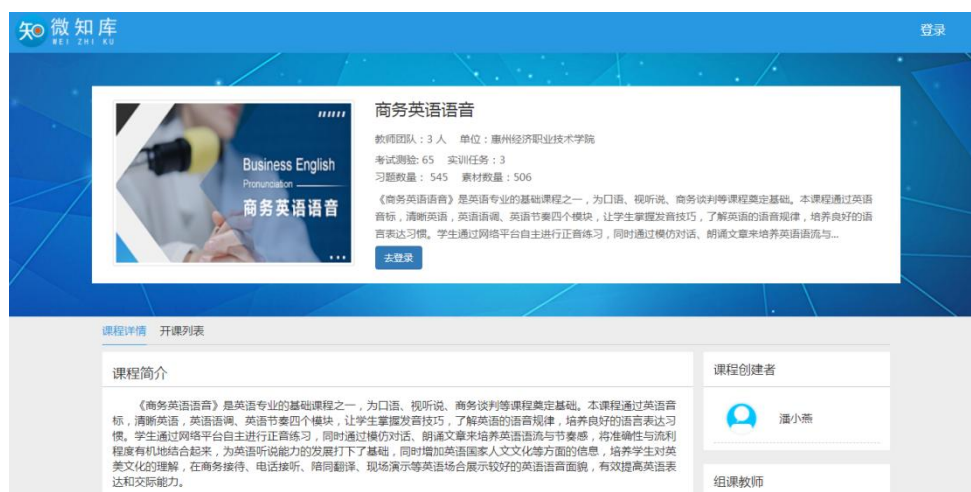 知 微知库
WEI ZHI KU
登录
Business English
Pronunciation
商务英语语音
商务英语语音
教师团队：3 人 单位：惠州经济职业技术学院
考试测验: 65 实训任务：3
习题数量： 545 素材数量：506
《商务英语语音》是英语专业的基础课程之一，为口语、视听说、商务谈判等课程奠定基础。本课程通过英语
音标，清晰英语，英语语调、英语节奏四个模块，让学生掌握发音技巧，了解英语的语音规律，培养良好的语
言表达习惯。学生通过网络平台自主进行正音练习，同时通过模仿对话、朗诵文章来培养英语语流与...
去登录
课程详情 开课列表
课程简介
《商务英语语音》是英语专业的基础课程之一，为口语、视听说、商务谈判等课程奠定基础。本课程通过英语音
标，清晰英语，英语语调、英语节奏四个模块，让学生掌握发音技巧，了解英语的语音规律，培养良好的语言表达习
惯。学生通过网络平台自主进行正音练习，同时通过模仿对话、朗诵文章来培养英语语流与节奏感，将准确性与流利
程度有机地结合起来，为英语听说能力的发展打下了基础，同时增加英语国家人文文化等方面的信息，培养学生对英
美文化的理解，在商务接待、电话接听、陪同翻译、现场演示等英语场合展示较好的英语语音面貌，有效提高英语表
达和交际能力。
课程创建者
潘小燕
组课教师